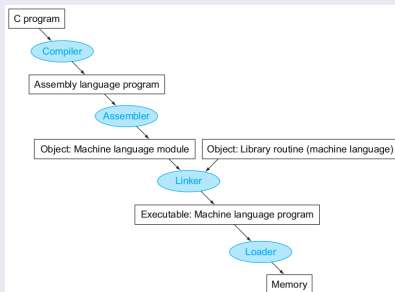 C program
Compiler
Assembly language program
Assembler
Object: Machine language module
Object: Library routine (machine language)
Linker
Executable: Machine language program
Loader
Memory